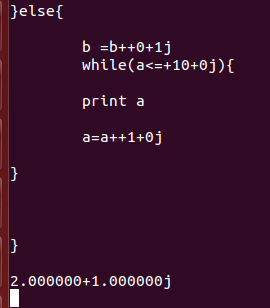 }else{
b =b++0+1j
while(a<=+10+0j){
print a
a=a++1+0j
}
}
2.000000+1.000000j